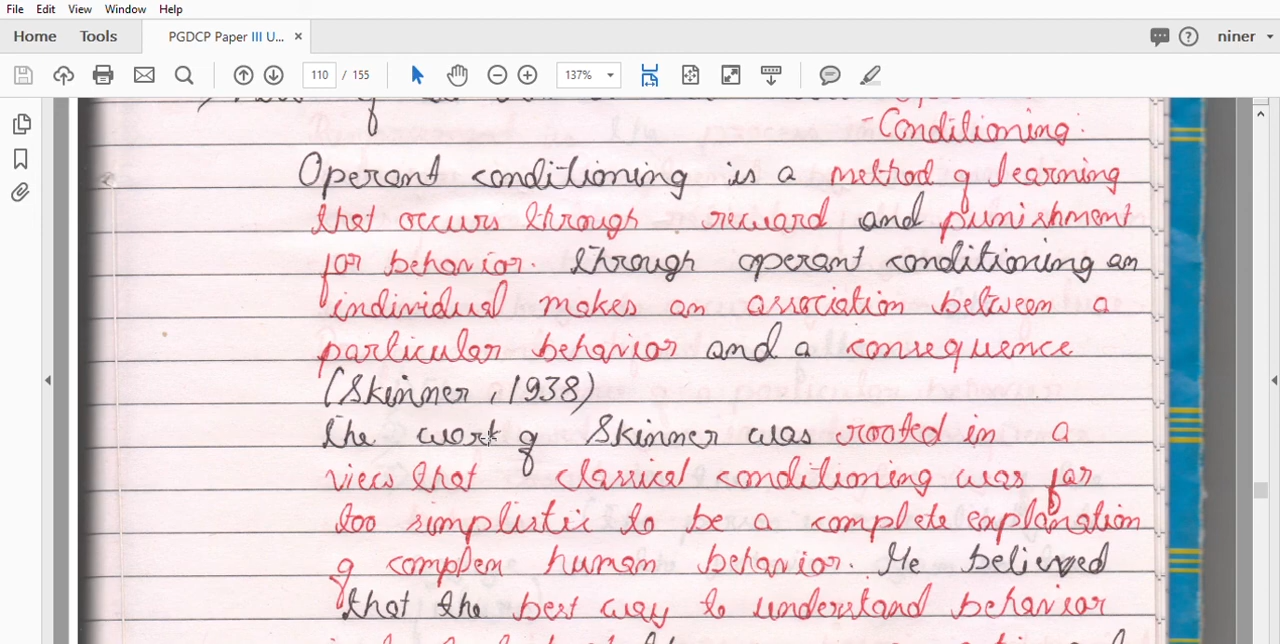 File Edit View Window Help
Home Tools PGDCP Paper III U... × niner
110 / 155 137%
-Conditioning:
Operant conditioning is a method of learning
that occurs through reward and punishment
for behavior. Through operant conditioning an
individual makes an association between a
particular behavior and a consequence
(Skinner, 1938)
The work of Skinner was rooted in a
view that classical conditioning was far
too simplistic to be a complete explanation
of complex human behavior. He believed
that the best way to understand behavior